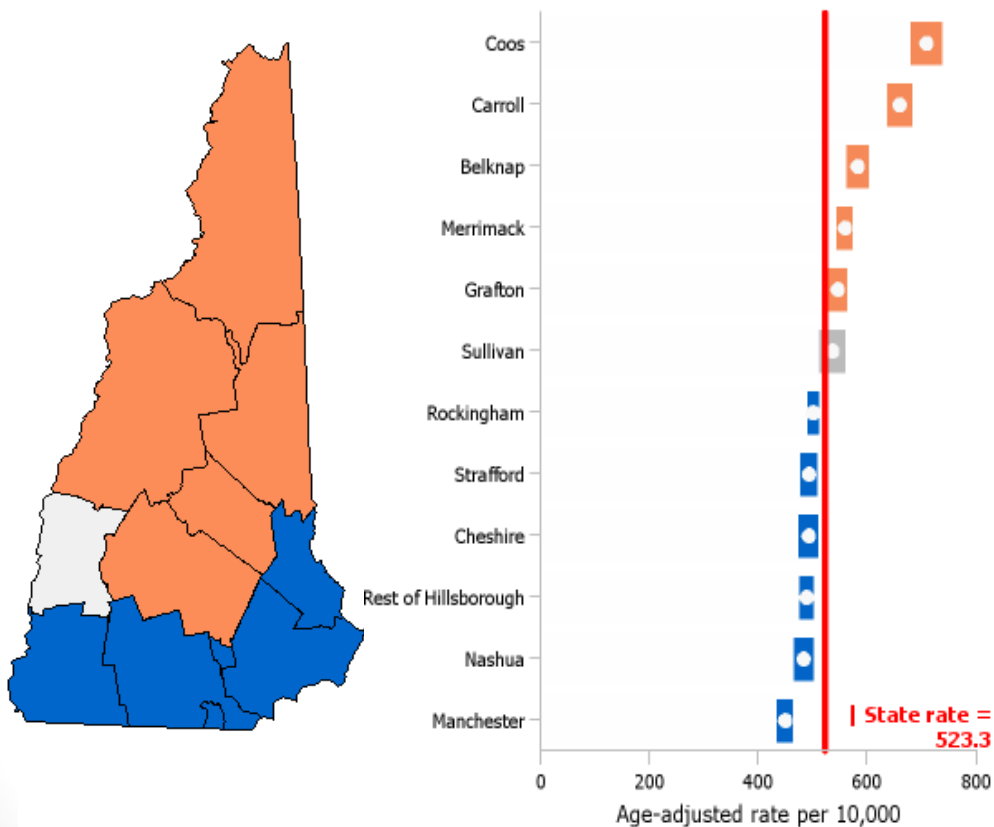 Coos
Carroll
Belknap
Merrimack
Grafton
Sullivan
Rockingham
Strafford
Cheshire
Rest of Hillsborough
Nashua
Manchester
| State rate =
523.3
0 200 400 600 800
Age-adjusted rate per 10,000